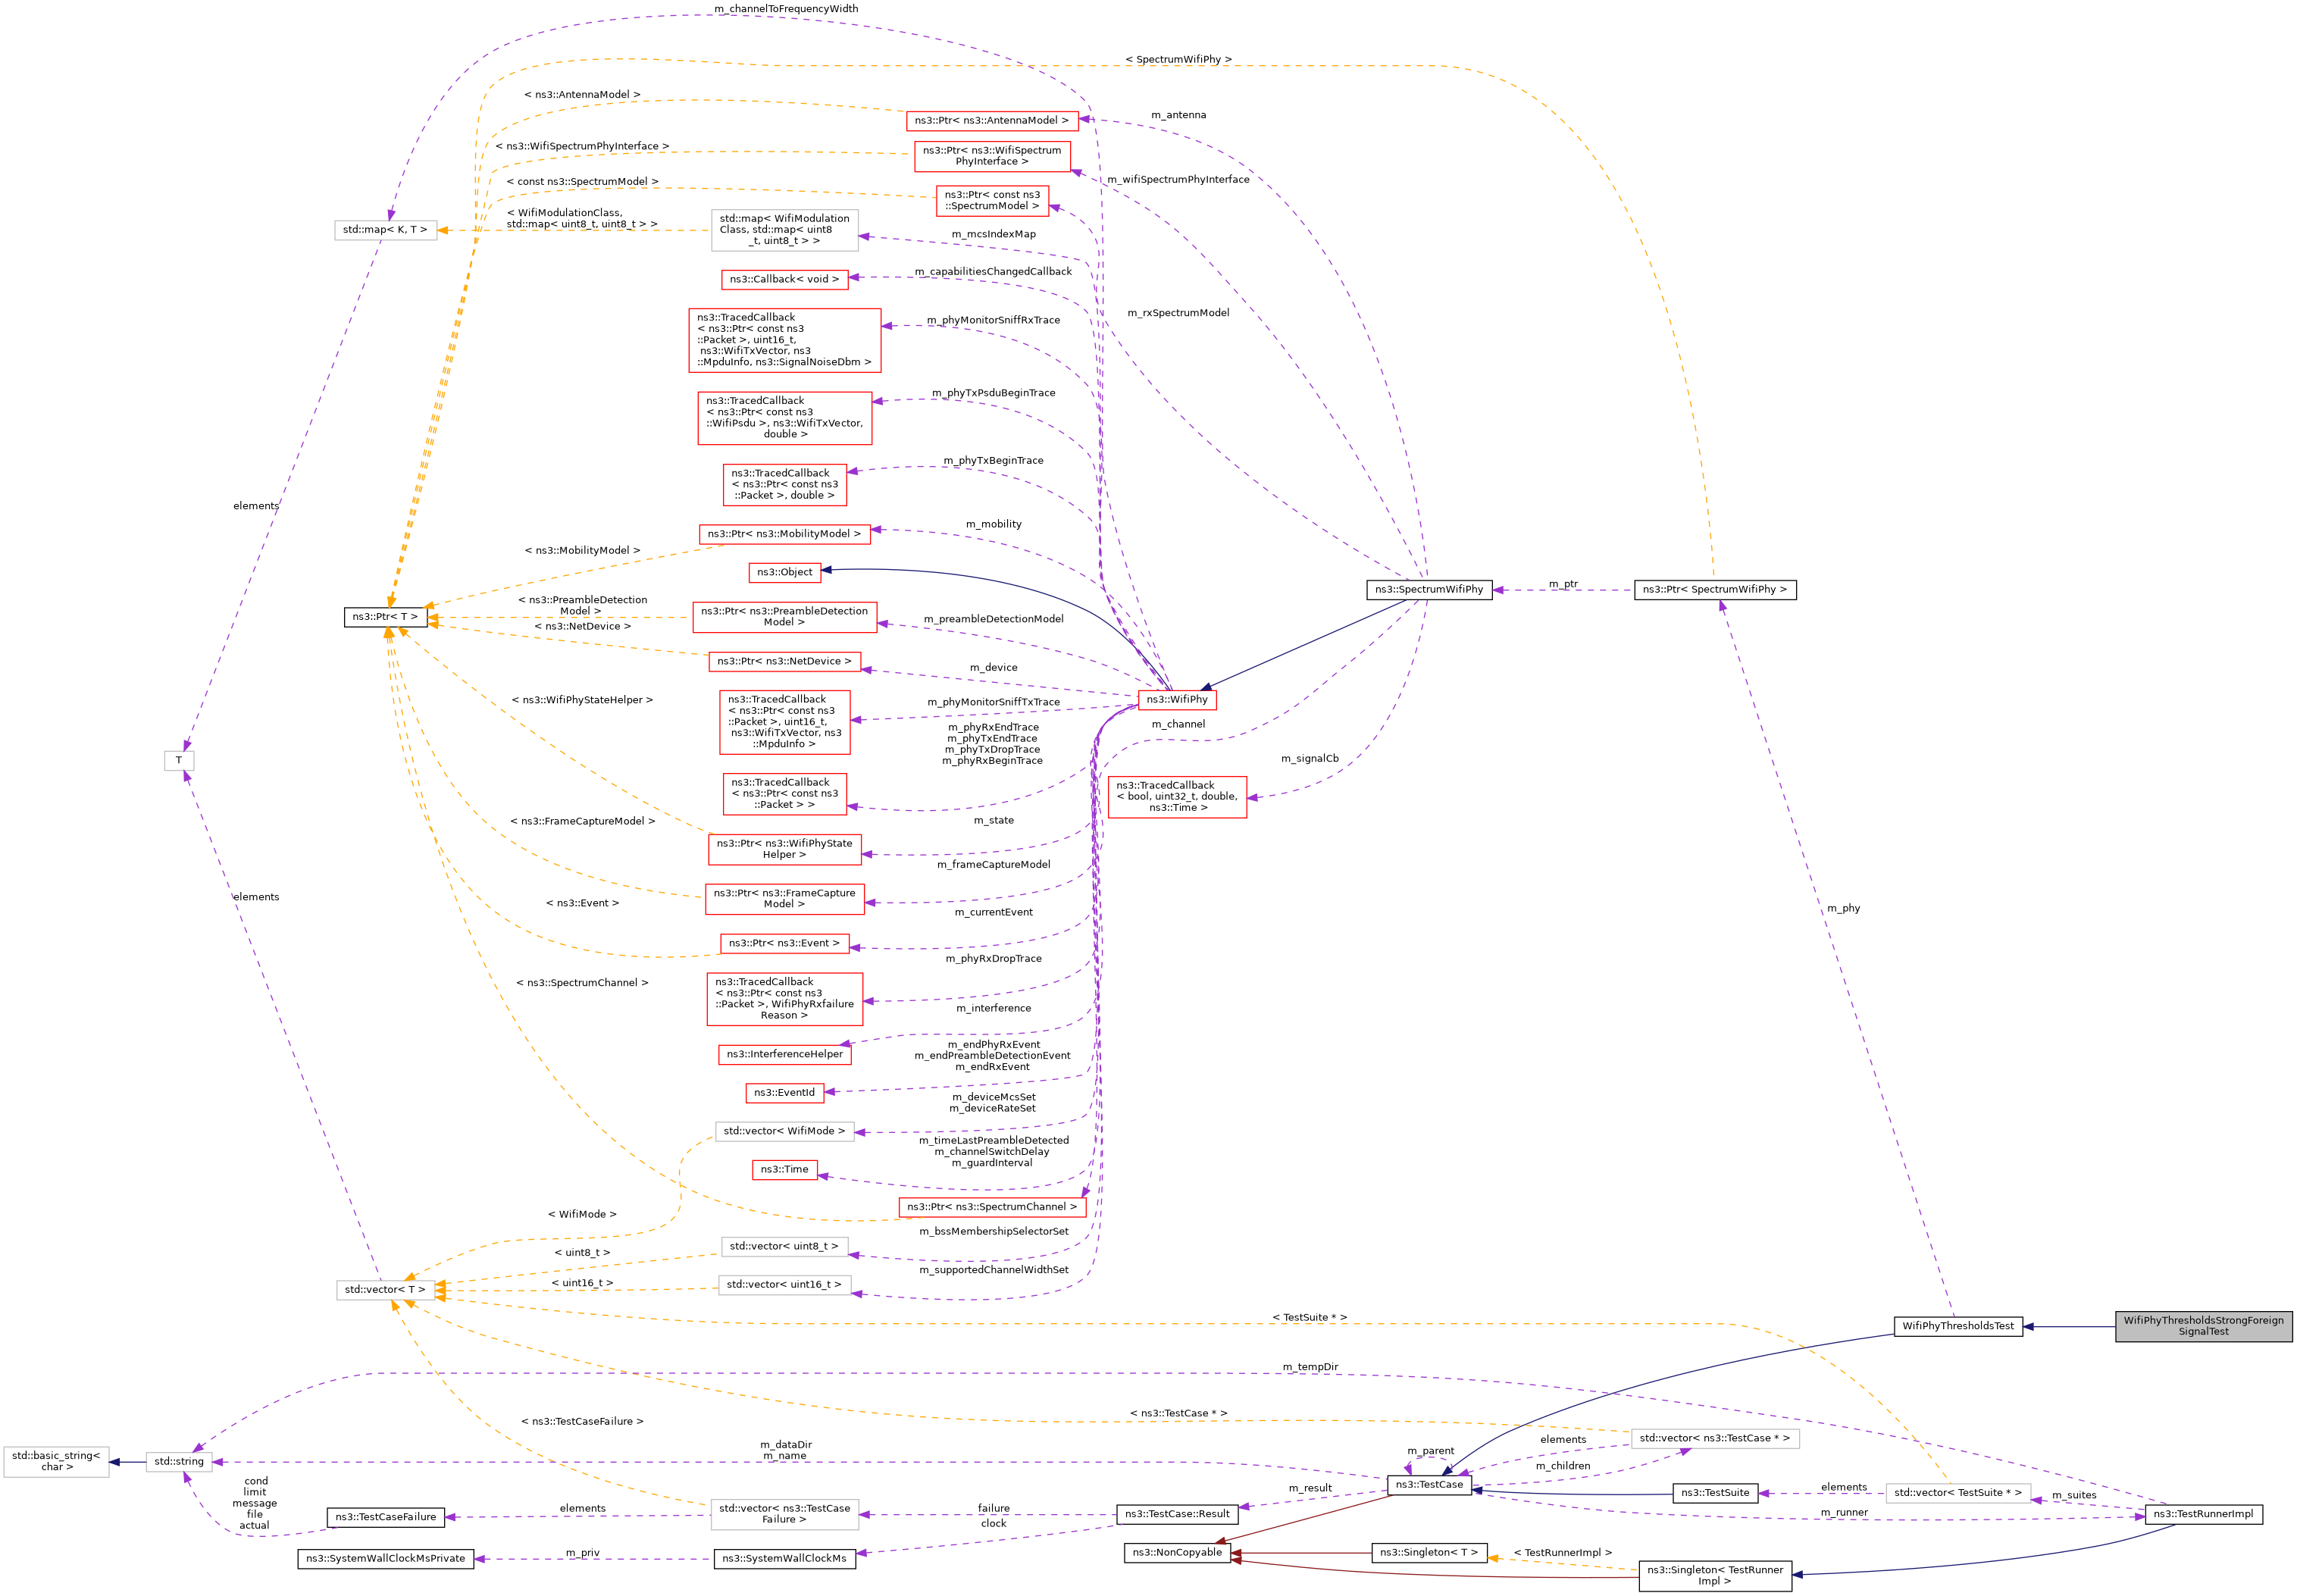 m_channelToFrequencyWidth
< SpectrumWifiPhy >
< ns3::AntennaModel >
ns3::Ptr< ns3::AntennaModel >
m_antenna
< ns3::WifiSpectrumPhyInterface >
ns3::Ptr< ns3::WifiSpectrum
PhyInterface >
m_wifiSpectrumPhyInterface
< const ns3::SpectrumModel >
ns3::Ptr< const ns3
::SpectrumModel >
std::map< K, T >
< WifiModulationClass,
std::map< uint8_t, uint8_t > >
std::map< WifiModulation
Class, std::map< uint8
_t, uint8_t > >
m_mcsIndexMap
m_capabilitiesChangedCallback
ns3::Callback< void >
m_rxSpectrumModel
ns3::TracedCallback
< ns3::Ptr< const ns3
::Packet >, uint16_t,
ns3::WifiTxVector, ns3
::MpduInfo, ns3::SignalNoiseDbm >
m_phyMonitorSniffRxTrace
ns3::TracedCallback
< ns3::Ptr< const ns3
::WifiPsdu >, ns3::WifiTxVector,
double >
m_phyTxPsduBeginTrace
ns3::TracedCallback
< ns3::Ptr< const ns3
::Packet >, double >
m_phyTxBeginTrace
elements
ns3::Ptr< ns3::MobilityModel >
m_mobility
< ns3::MobilityModel >
ns3::Object
ns3::SpectrumWifiPhy
m_ptr
ns3::Ptr< SpectrumWifiPhy >
ns3::Ptr< T >
< ns3::PreambleDetection
Model >
ns3::Ptr< ns3::PreambleDetection
Model >
m_preambleDetectionModel
< ns3::NetDevice >
ns3::Ptr< ns3::NetDevice >
m_device
ns3::WifiPhy
< ns3::WifiPhyStateHelper >
ns3::TracedCallback
< ns3::Ptr< const ns3
::Packet >, uint16_t,
ns3::WifiTxVector, ns3
::MpduInfo >
m_phyMonitorSniffTxTrace
m_phyRxEndTrace
m_phyTxEndTrace
m_phyTxDropTrace
m_phyRxBeginTrace
m_channel
m_signalCb
T
ns3::TracedCallback
< ns3::Ptr< const ns3
::Packet > >
ns3::TracedCallback
< bool, uint32_t, double,
ns3::Time >
< ns3::FrameCaptureModel >
ns3::Ptr< ns3::WifiPhyState
Helper >
m_state
m_frameCaptureModel
ns3::Ptr< ns3::FrameCapture
Model >
elements
< ns3::Event >
m_currentEvent
m_phy
ns3::Ptr< ns3::Event >
m_phyRxDropTrace
< ns3::SpectrumChannel >
ns3::TracedCallback
< ns3::Ptr< const ns3
::Packet >, WifiPhyRxfailure
Reason >
m_interference
ns3::InterferenceHelper
m_endPhyRxEvent
m_endPreambleDetectionEvent
m_endRxEvent
ns3::EventId
m_deviceMcsSet
m_deviceRateSet
std::vector< WifiMode >
m_timeLastPreambleDetected
m_channelSwitchDelay
m_guardInterval
ns3::Time
ns3::Ptr< ns3::SpectrumChannel >
< WifiMode >
m_bssMembershipSelectorSet
std::vector< uint8_t >
< uint8_t >
m_supportedChannelWidthSet
std::vector< uint16_t >
< uint16_t >
std::vector< T >
< TestSuite * >
WifiPhyThresholdsTest
WifiPhyThresholdsStrongForeign
SignalTest
m_tempDir
< ns3::TestCaseFailure >
< ns3::TestCase * >
std::vector< ns3::TestCase * >
elements
m_children
m_parent
m_dataDir
m_name
std::basic_string<
char >
std::string
ns3::TestCase
m_result
ns3::TestSuite
elements
std::vector< TestSuite * >
m_suites
ns3::TestRunnerImpl
m_runner
cond
limit
message
file
actual
ns3::TestCaseFailure
elements
std::vector< ns3::TestCase
Failure >
failure
clock
ns3::TestCase::Result
ns3::SystemWallClockMsPrivate
m_priv
ns3::SystemWallClockMs
ns3::NonCopyable
ns3::Singleton< T >
< TestRunnerImpl >
ns3::Singleton< TestRunner
Impl >